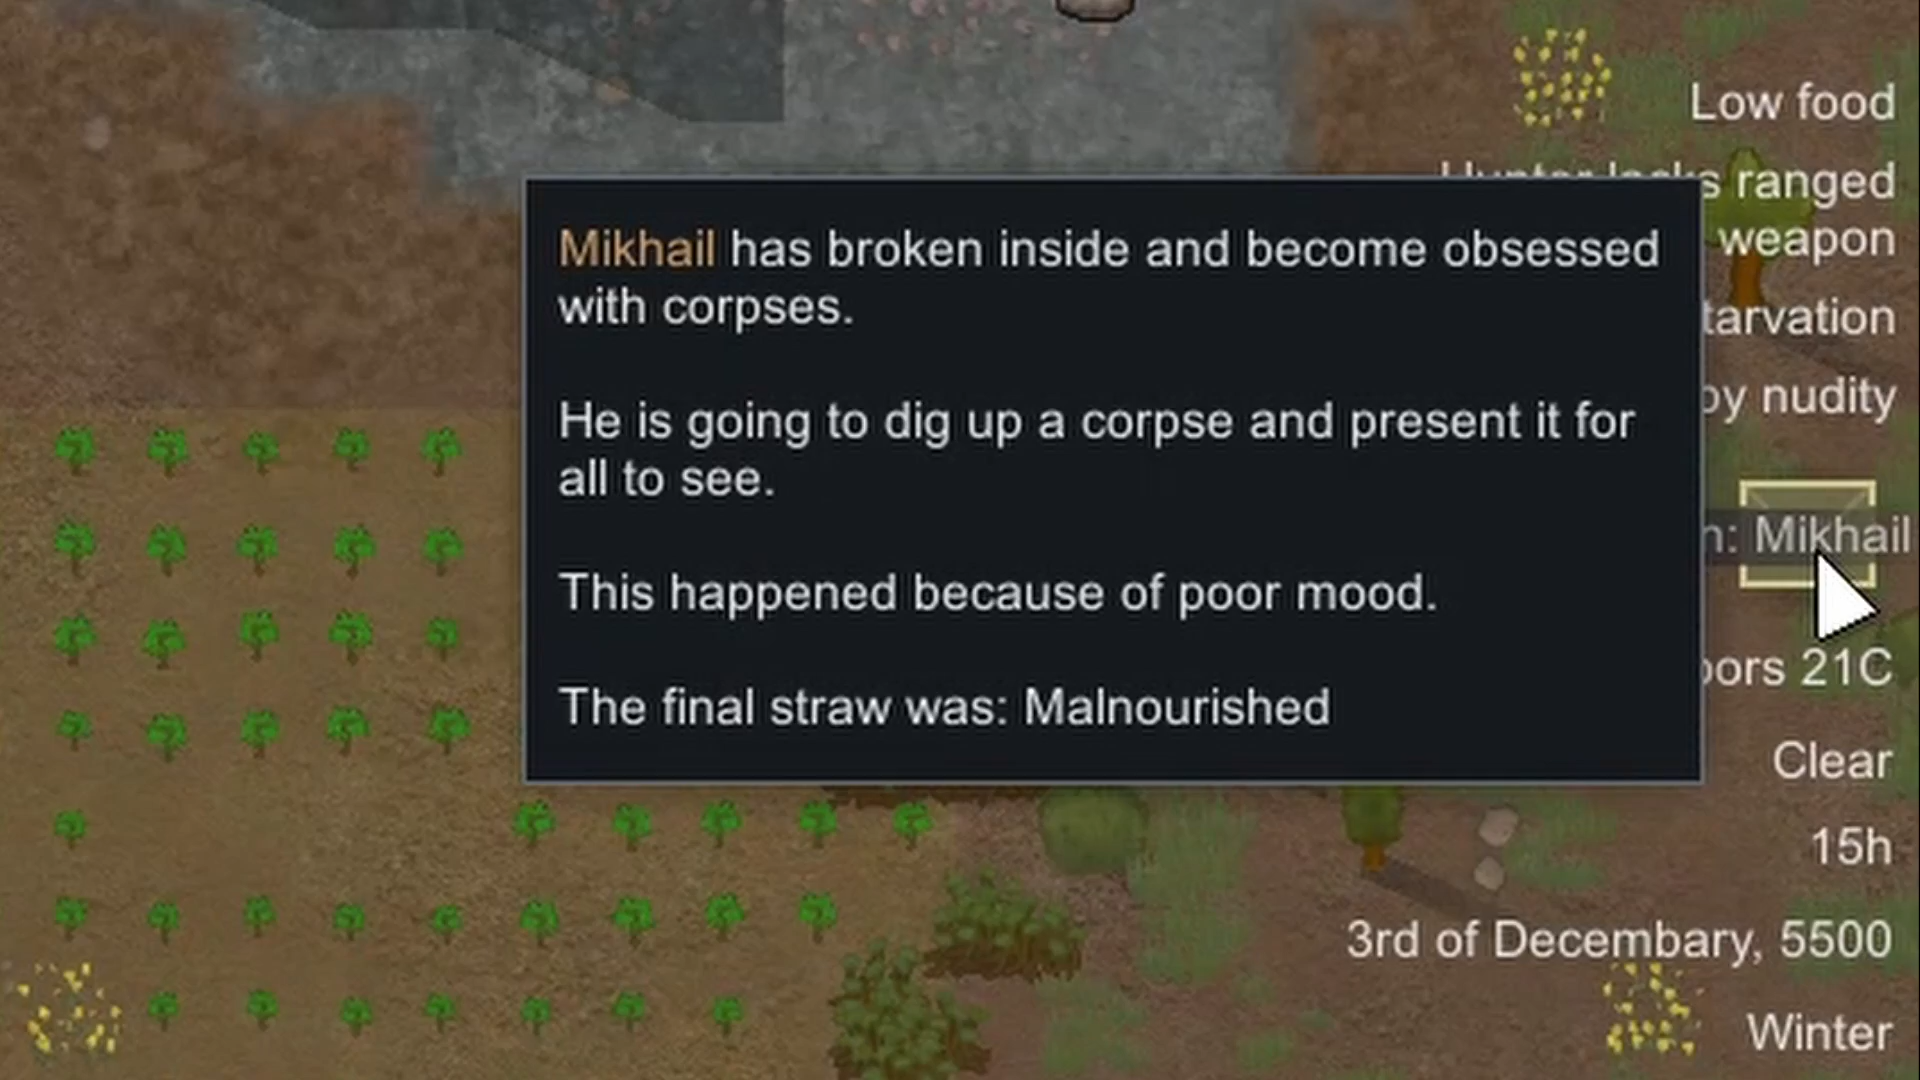 Low food
ranged
weapon
Mikhail has broken inside and become obsessed
with corpses.
He is going to dig up a corpse and present it for
all to see.
This happened because of poor mood.
The final straw was: Malnourished
nudity
Mikhail
21C
Clear
15h
3rd of Decembary, 5500
Winter